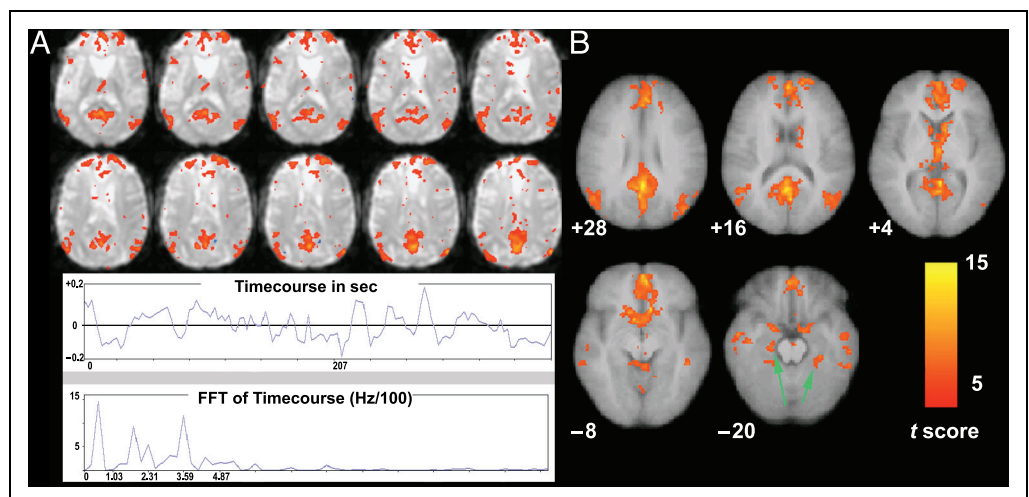 A
B
+28
+16
+4
−8
−20
15
5
t score
Timecourse in sec
+0,2
0
−0.2
0
207
FFT of Timecourse (Hz/100)
15
5
0 1.03 2.31 3.59 4.87